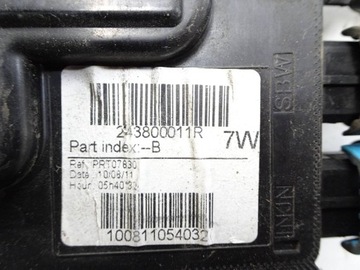 243800011R
Part index:--B
7W
Ref. PRT07830
Date 10/08/11
Hour. 05h40:32
100811054032